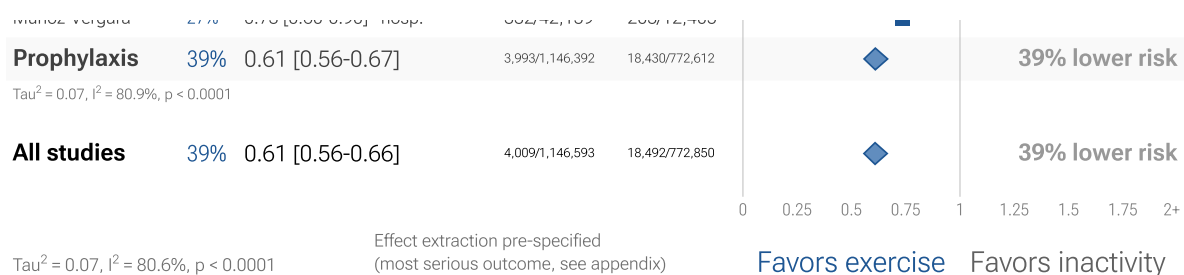 Prophylaxis 39% 0.61 [0.56-0.67] 3,993/1,146,392 18,430/772,612 39% lower risk
Tau² = 0.07, I² = 80.9%, p < 0.0001
All studies 39% 0.61 [0.56-0.66] 4,009/1,146,593 18,492/772,850 39% lower risk
0 0.25 0.5 0.75 1 1.25 1.5 1.75 2+
Effect extraction pre-specified
Tau² = 0.07, I² = 80.6%, p < 0.0001 (most serious outcome, see appendix) Favors exercise Favors inactivity